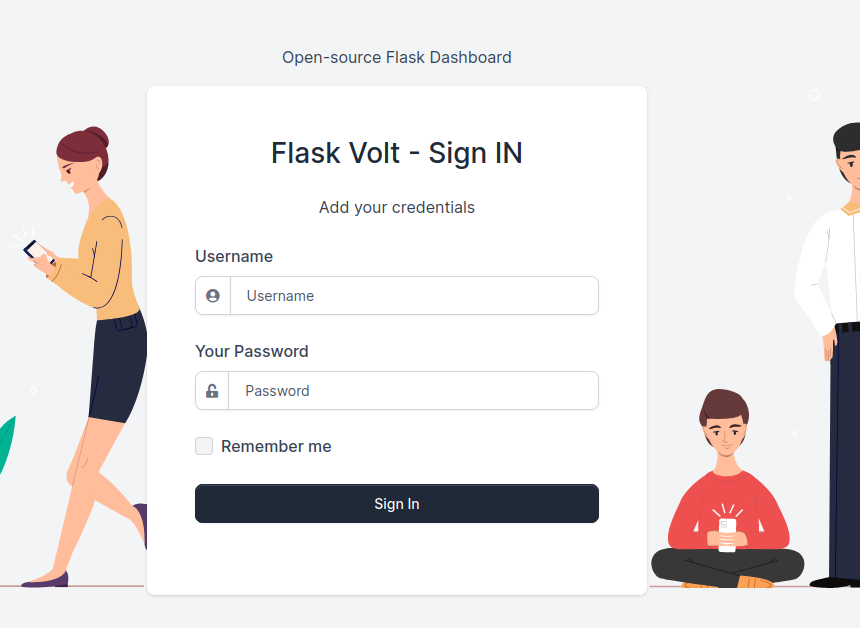 Open-source Flask Dashboard
Flask Volt - Sign IN
Add your credentials
Username
Username
Your Password
Password
Remember me
Sign In